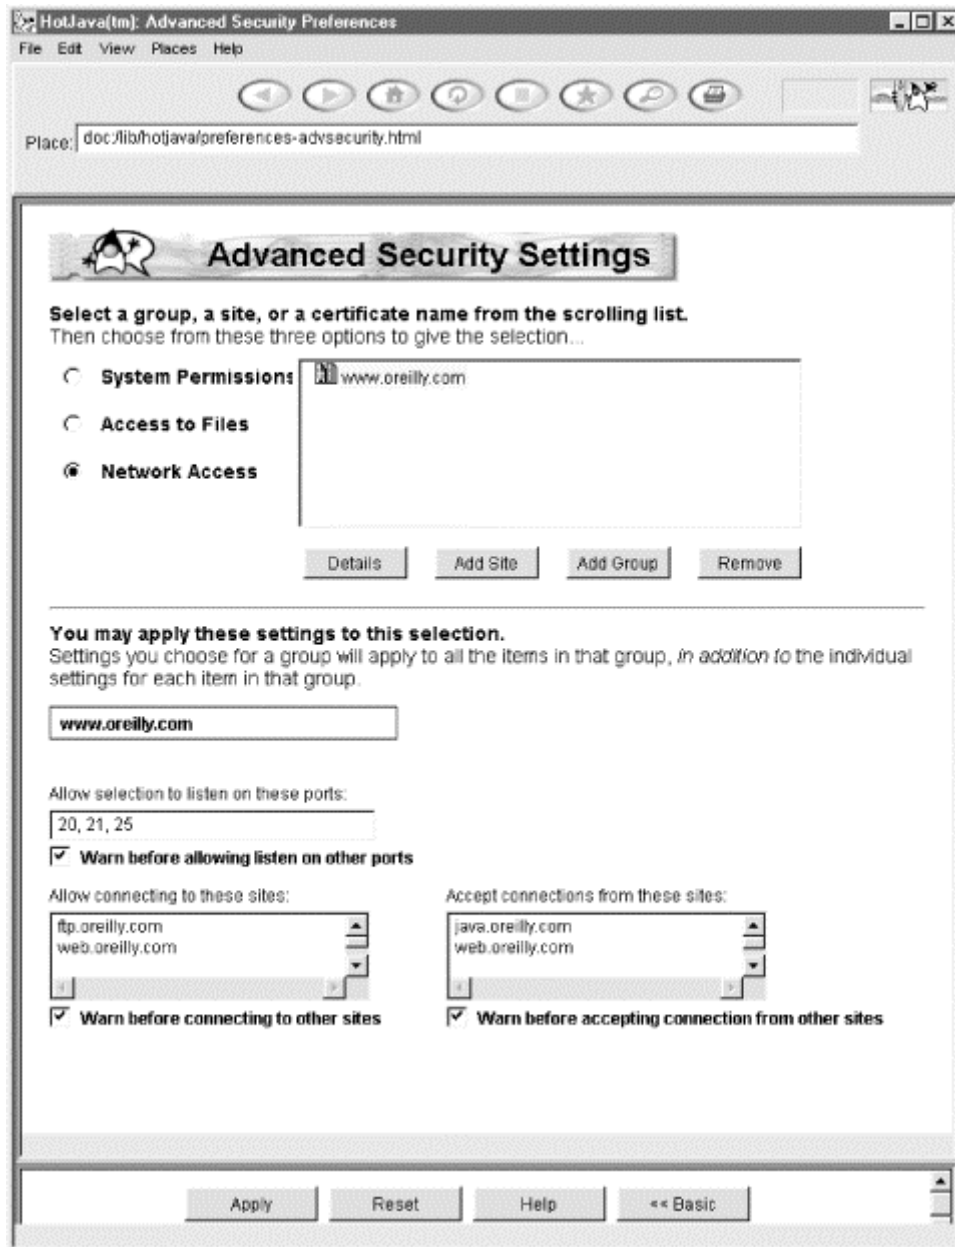 HotJava(tm): Advanced Security Preferences
File Edit View Places Help
Place: doc:/lib/hotjava/preferences-advsecurity.html
Advanced Security Settings
Select a group, a site, or a certificate name from the scrolling list.
Then choose from these three options to give the selection...
System Permissions
www.oreilly.com
Access to Files
Network Access
Details Add Site Add Group Remove
You may apply these settings to this selection.
Settings you choose for a group will apply to all the items in that group, in addition to the individual
settings for each item in that group.
www.oreilly.com
Allow selection to listen on these ports:
20, 21, 25
Warn before allowing listen on other ports
Allow connecting to these sites:
ftp.oreilly.com
web.oreilly.com
Warn before connecting to other sites
Accept connections from these sites:
java.oreilly.com
web.oreilly.com
Warn before accepting connection from other sites
Apply Reset Help << Basic